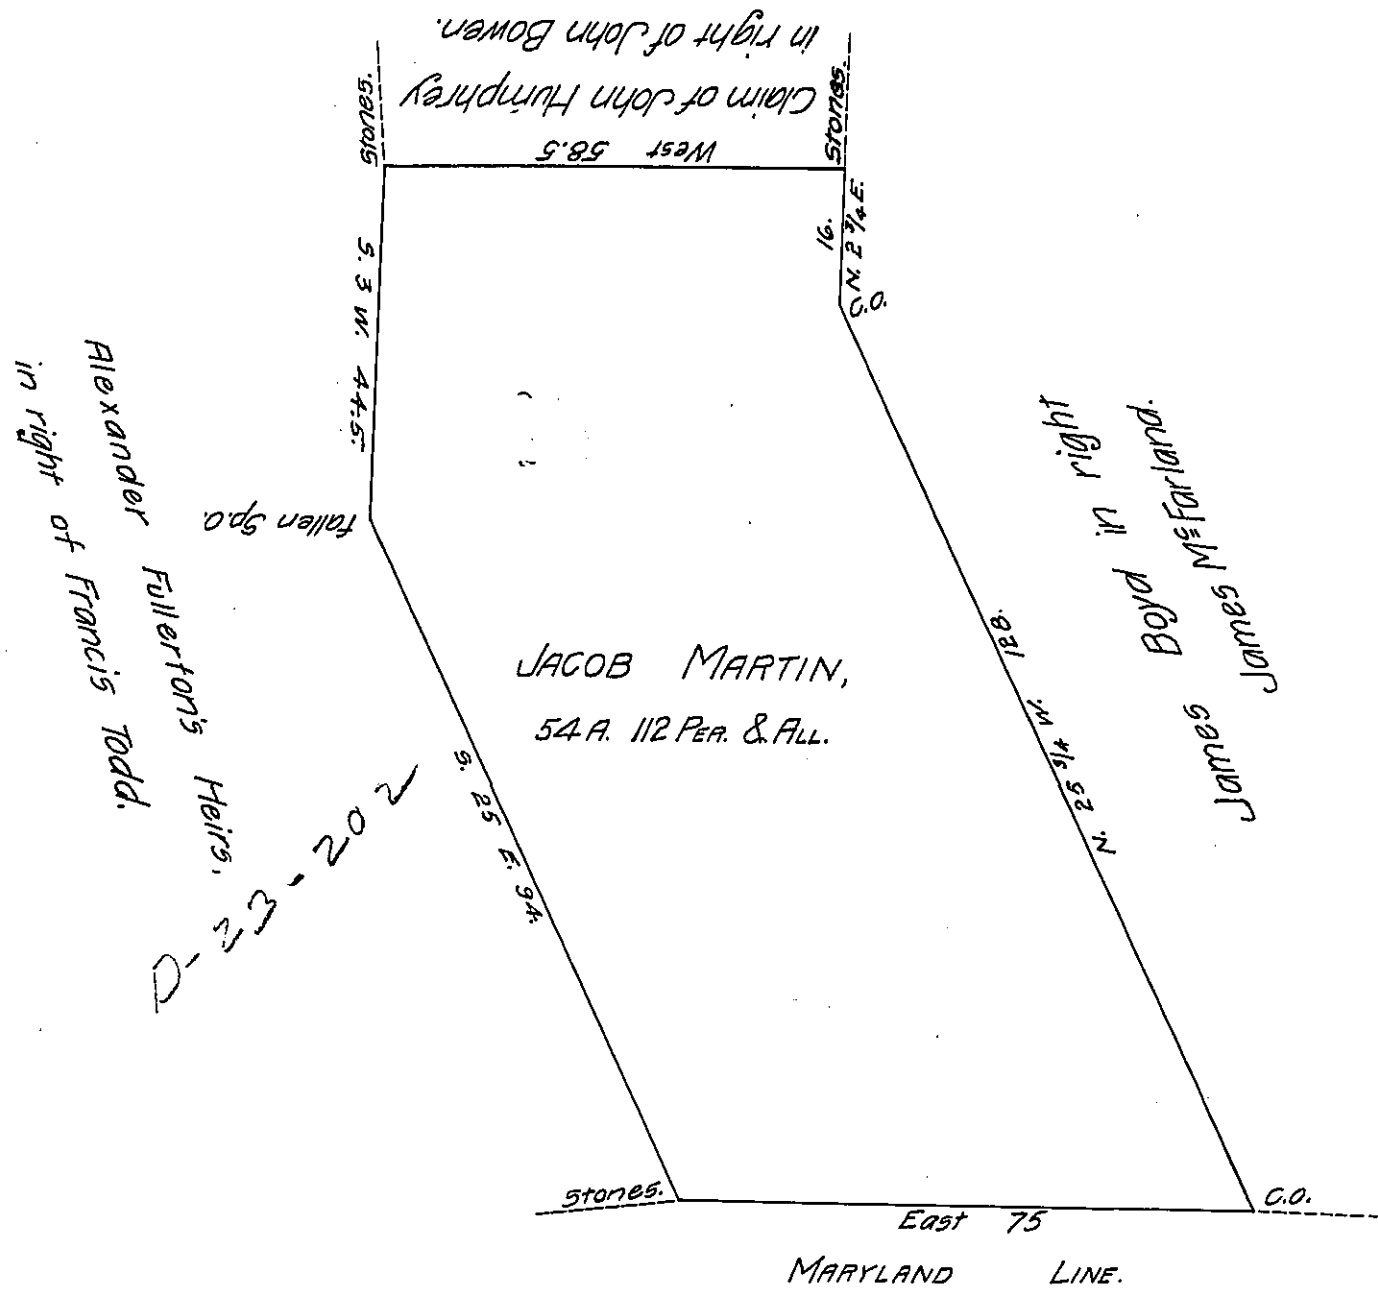 Claim of John Humphrey
in right of John Bowen.
West 58.5
Stones
Stones.
16.
N. 2 3/4 E.
C.O.
S. 3 W. 44.5.
fallen Sp.O.
Alexander Fullerton's Heirs,
in right of Francis Todd.
James Boyd in right
James McFarland.
128.
N. 25 3/4 W.
JACOB MARTIN,
54 A. 112 PER. & ALL.
S. 25 E. 94.
D-23-202
Stones.
C.O.
East 75
MARYLAND LINE.